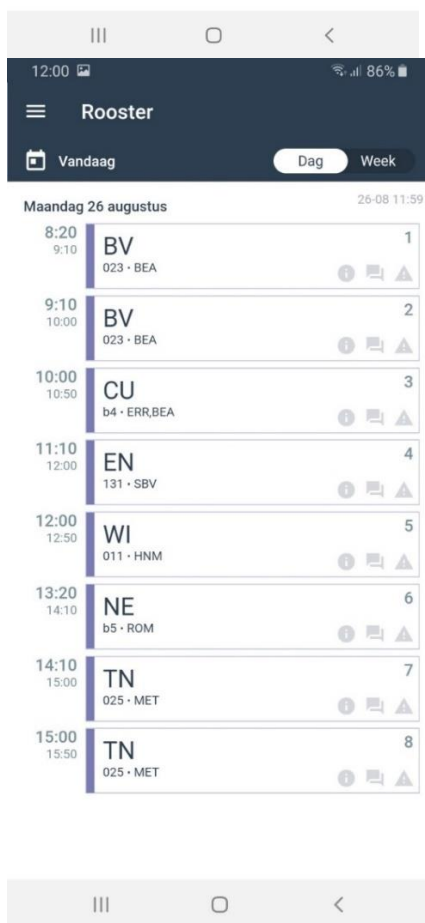 12:00 86%
Rooster
Vandaag Dag Week
Maandag 26 augustus 26-08 11:59
8:20 BV 1
9:10
023 • BEA
9:10 BV 2
10:00
023 • BEA
10:00 CU 3
10:50
b4 • ERR,BEA
11:10 EN 4
12:00
131 • SBV
12:00 WI 5
12:50
011 • HNM
13:20 NE 6
14:10
b5 • ROM
14:10 TN 7
15:00
025 • MET
15:00 TN 8
15:50
025 • MET